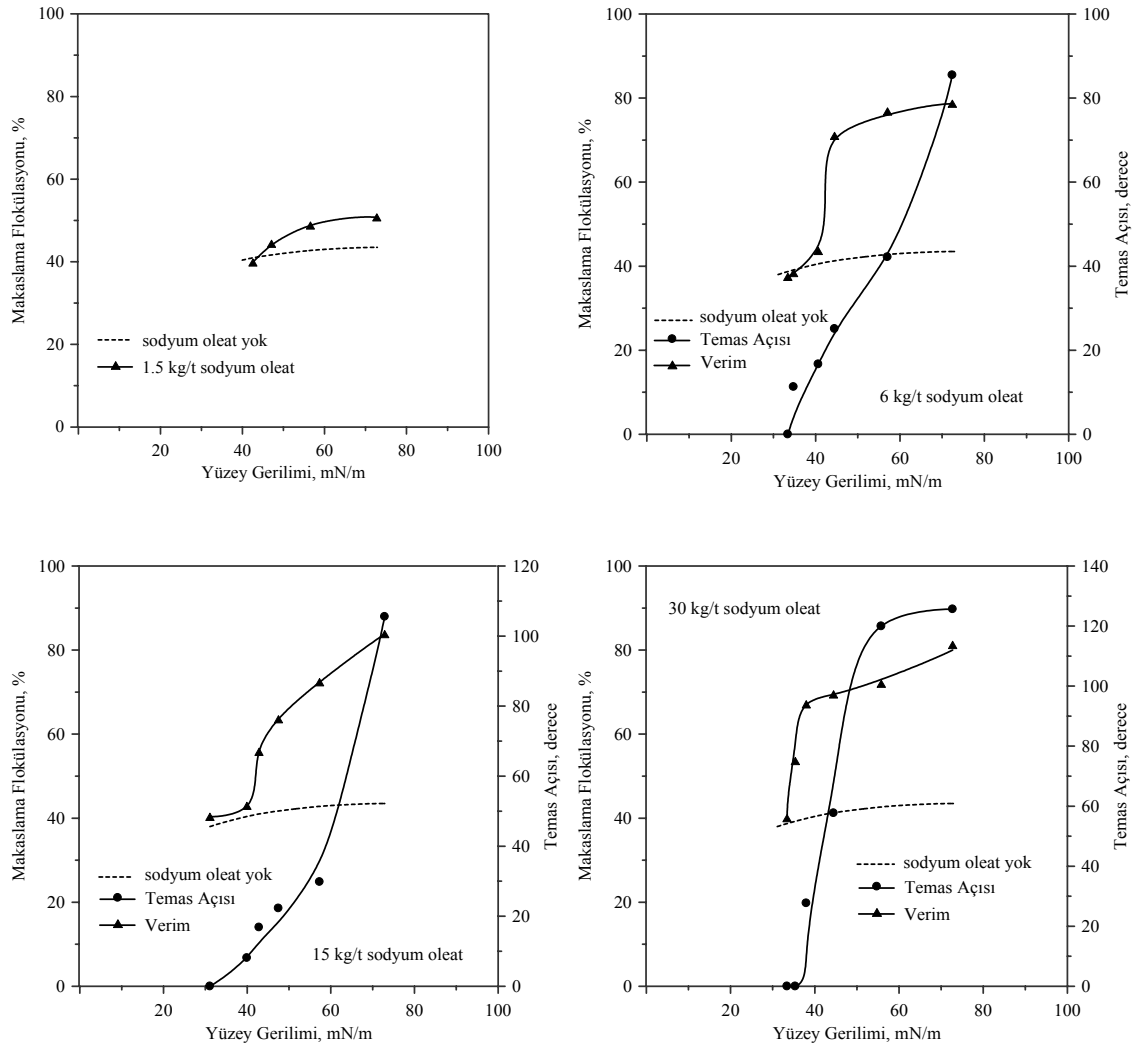 100
80
60
40
20
0
Makaslama Flokülasyonu, %
sodyum oleat yok
1.5 kg/t sodyum oleat
20
40
60
80
100
Yüzey Gerilimi, mN/m
100
80
60
40
20
0
Makaslama Flokülasyonu, %
sodyum oleat yok
Temas Açısı
Verim
6 kg/t sodyum oleat
100
80
60
40
20
0
Temas Açısı, derece
20
40
60
80
100
Yüzey Gerilimi, mN/m
100
80
60
40
20
0
Makaslama Flokülasyonu, %
sodyum oleat yok
Temas Açısı
Verim
15 kg/t sodyum oleat
120
100
80
60
40
20
0
Temas Açısı, derece
20
40
60
80
100
Yüzey Gerilimi, mN/m
100
80
60
40
20
0
Makaslama Flokülasyonu, %
30 kg/t sodyum oleat
sodyum oleat yok
Temas Açısı
Verim
140
120
100
80
60
40
20
0
Temas Açısı, derece
20
40
60
80
100
Yüzey Gerilimi, mN/m